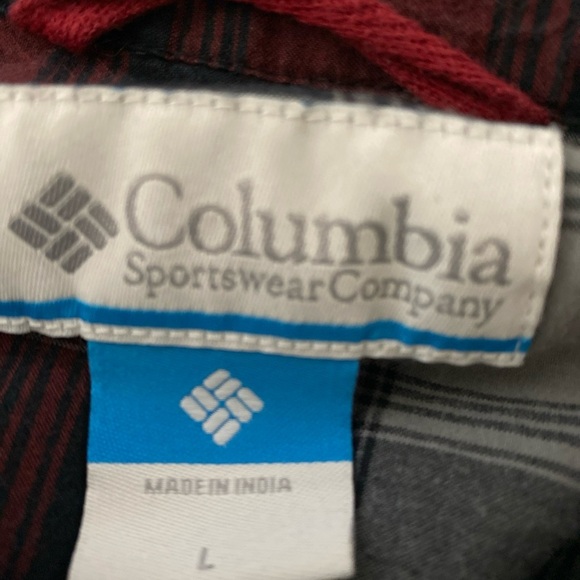 Columbia
Sportswear Company
MADE IN INDIA
L